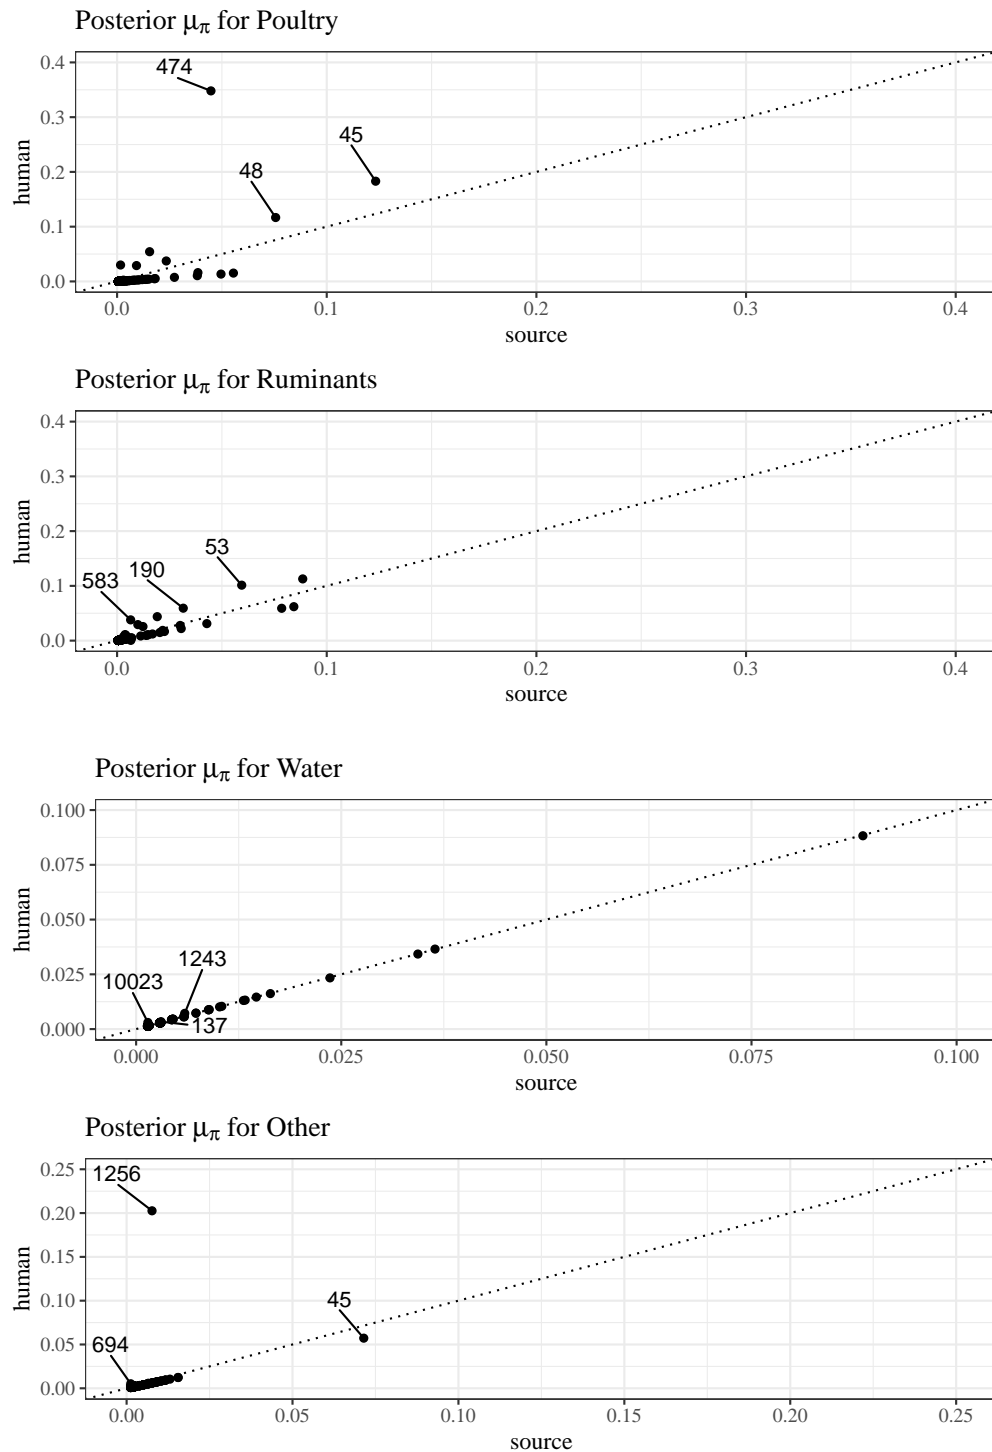 Posterior μπ for Poultry
0.4
474
0.3
45
human
0.2
48
0.1
0.0
0.0 0.1 0.2 0.3 0.4
source
Posterior μπ for Ruminants
0.4
0.3
human
0.2
53
190
583
0.1
0.0
0.0 0.1 0.2 0.3 0.4
source
Posterior μπ for Water
0.100
0.075
human
0.050
1243
10023
0.025
137
0.000
0.000 0.025 0.050 0.075 0.100
source
Posterior μπ for Other
0.25
1256
0.20
human
0.15
0.10
45
0.05
694
0.00
0.00 0.05 0.10 0.15 0.20 0.25
source